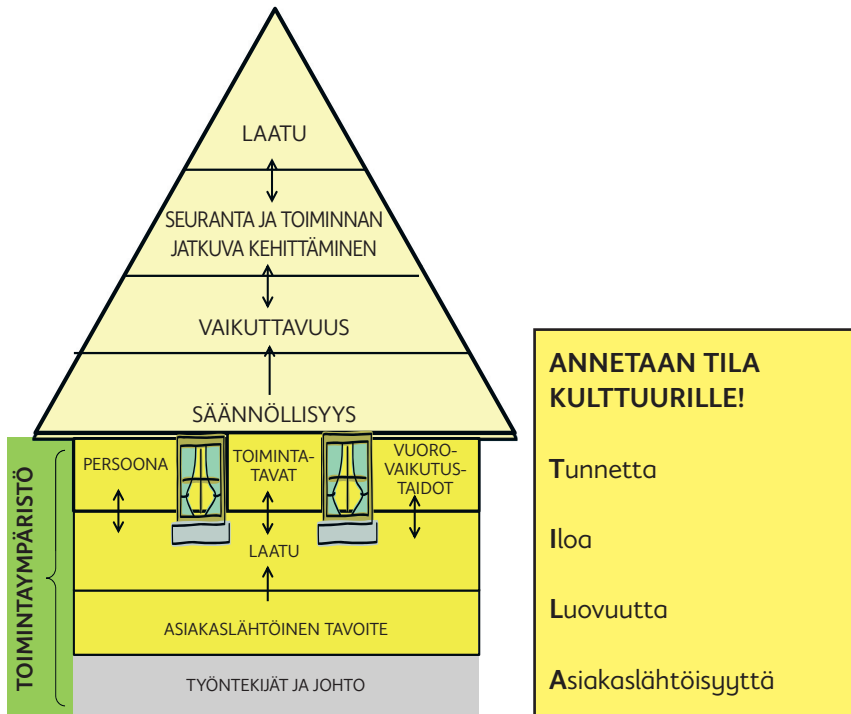 LAATU
SEURANTA JA TOIMINNAN
JATKUVA KEHITTÄMINEN
VAIKUTTAVUUS
SÄÄNNÖLLISYYS
PERSOONA
TOIMINTA-
TAVAT
VUORO-
VAIKUTUS-
TAIDOT
LAATU
ASIAKASLÄHTÖINEN TAVOITE
TYÖNTEKIJÄT JA JOHTO
TOIMINTAYMPÄRISTÖ
ANNETAAN TILA
KULTTUURILLE!
Tunnetta
Iloa
Luovuutta
Asiakaslähtöisyyttä